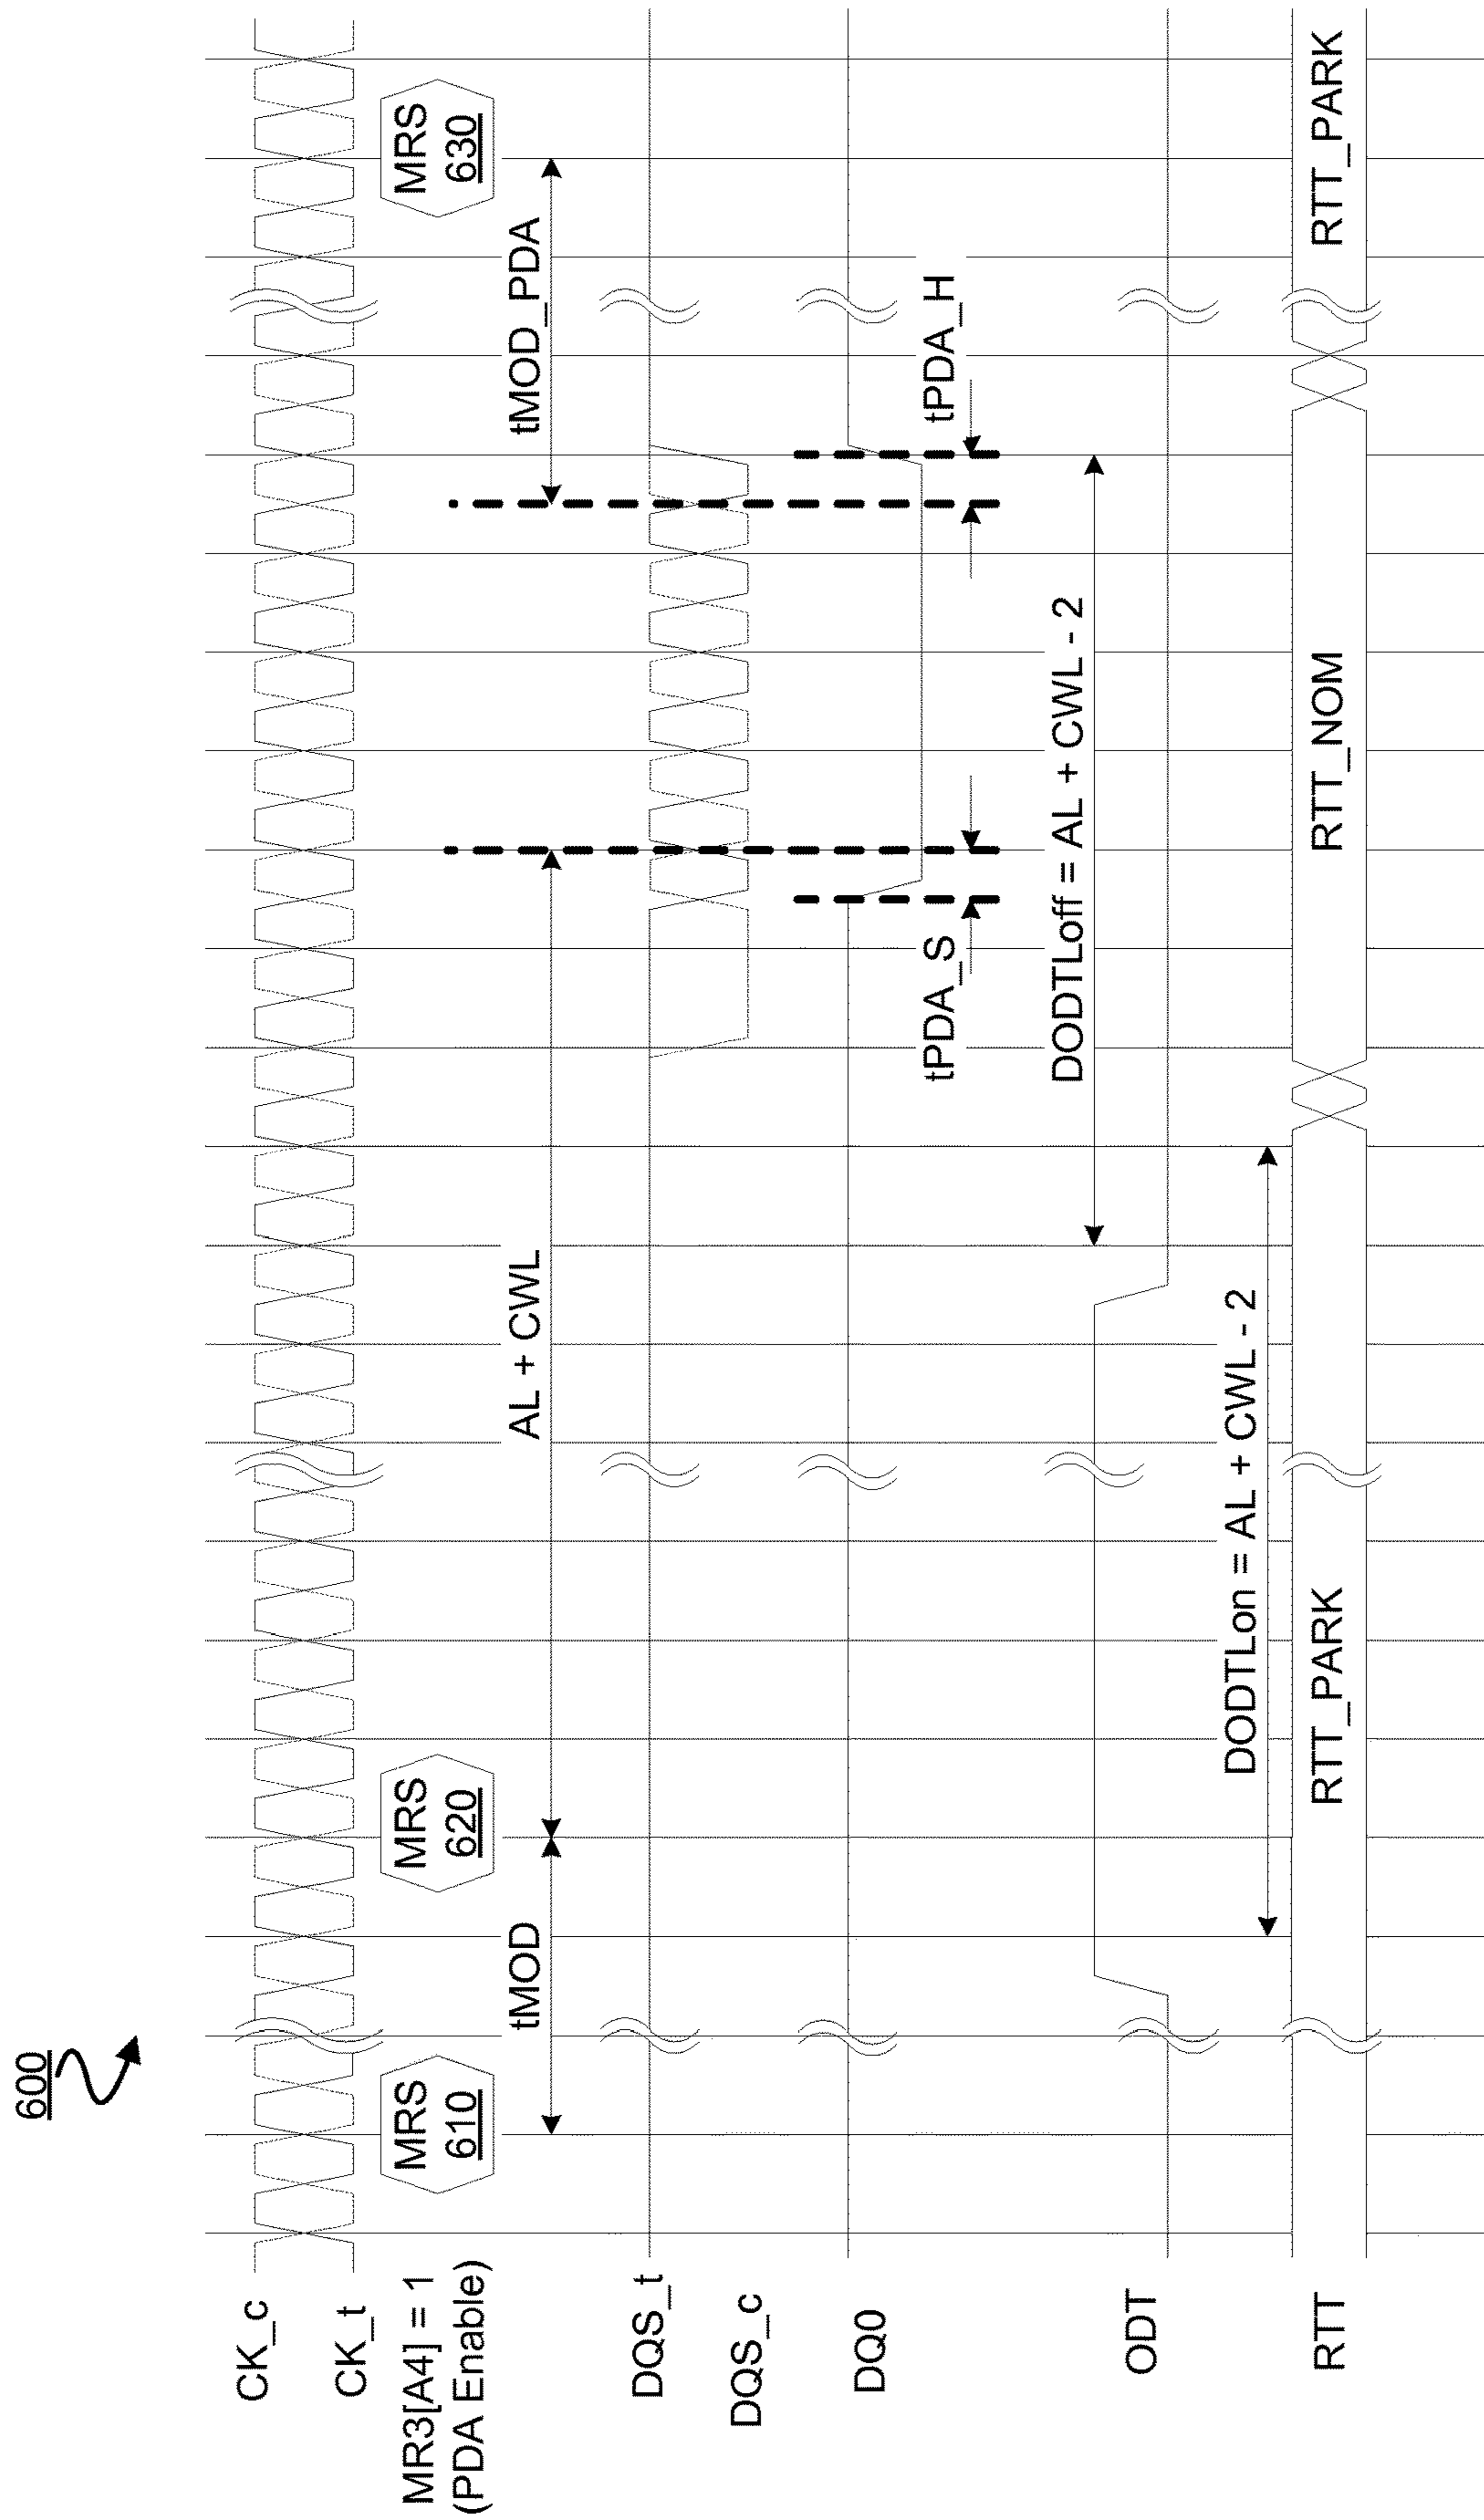 600
CK_c
CK_t
MR3[A4] = 1
(PDA Enable)
MRS
610
MRS
620
MRS
630
tMOD
AL + CWL
tMOD_PDA
DQS_t
DQS_c
DQ0
tPDA_S
tPDA_H
DODTLoff = AL + CWL - 2
ODT
DODTLon = AL + CWL - 2
RTT
RTT_PARK
RTT_NOM
RTT_PARK